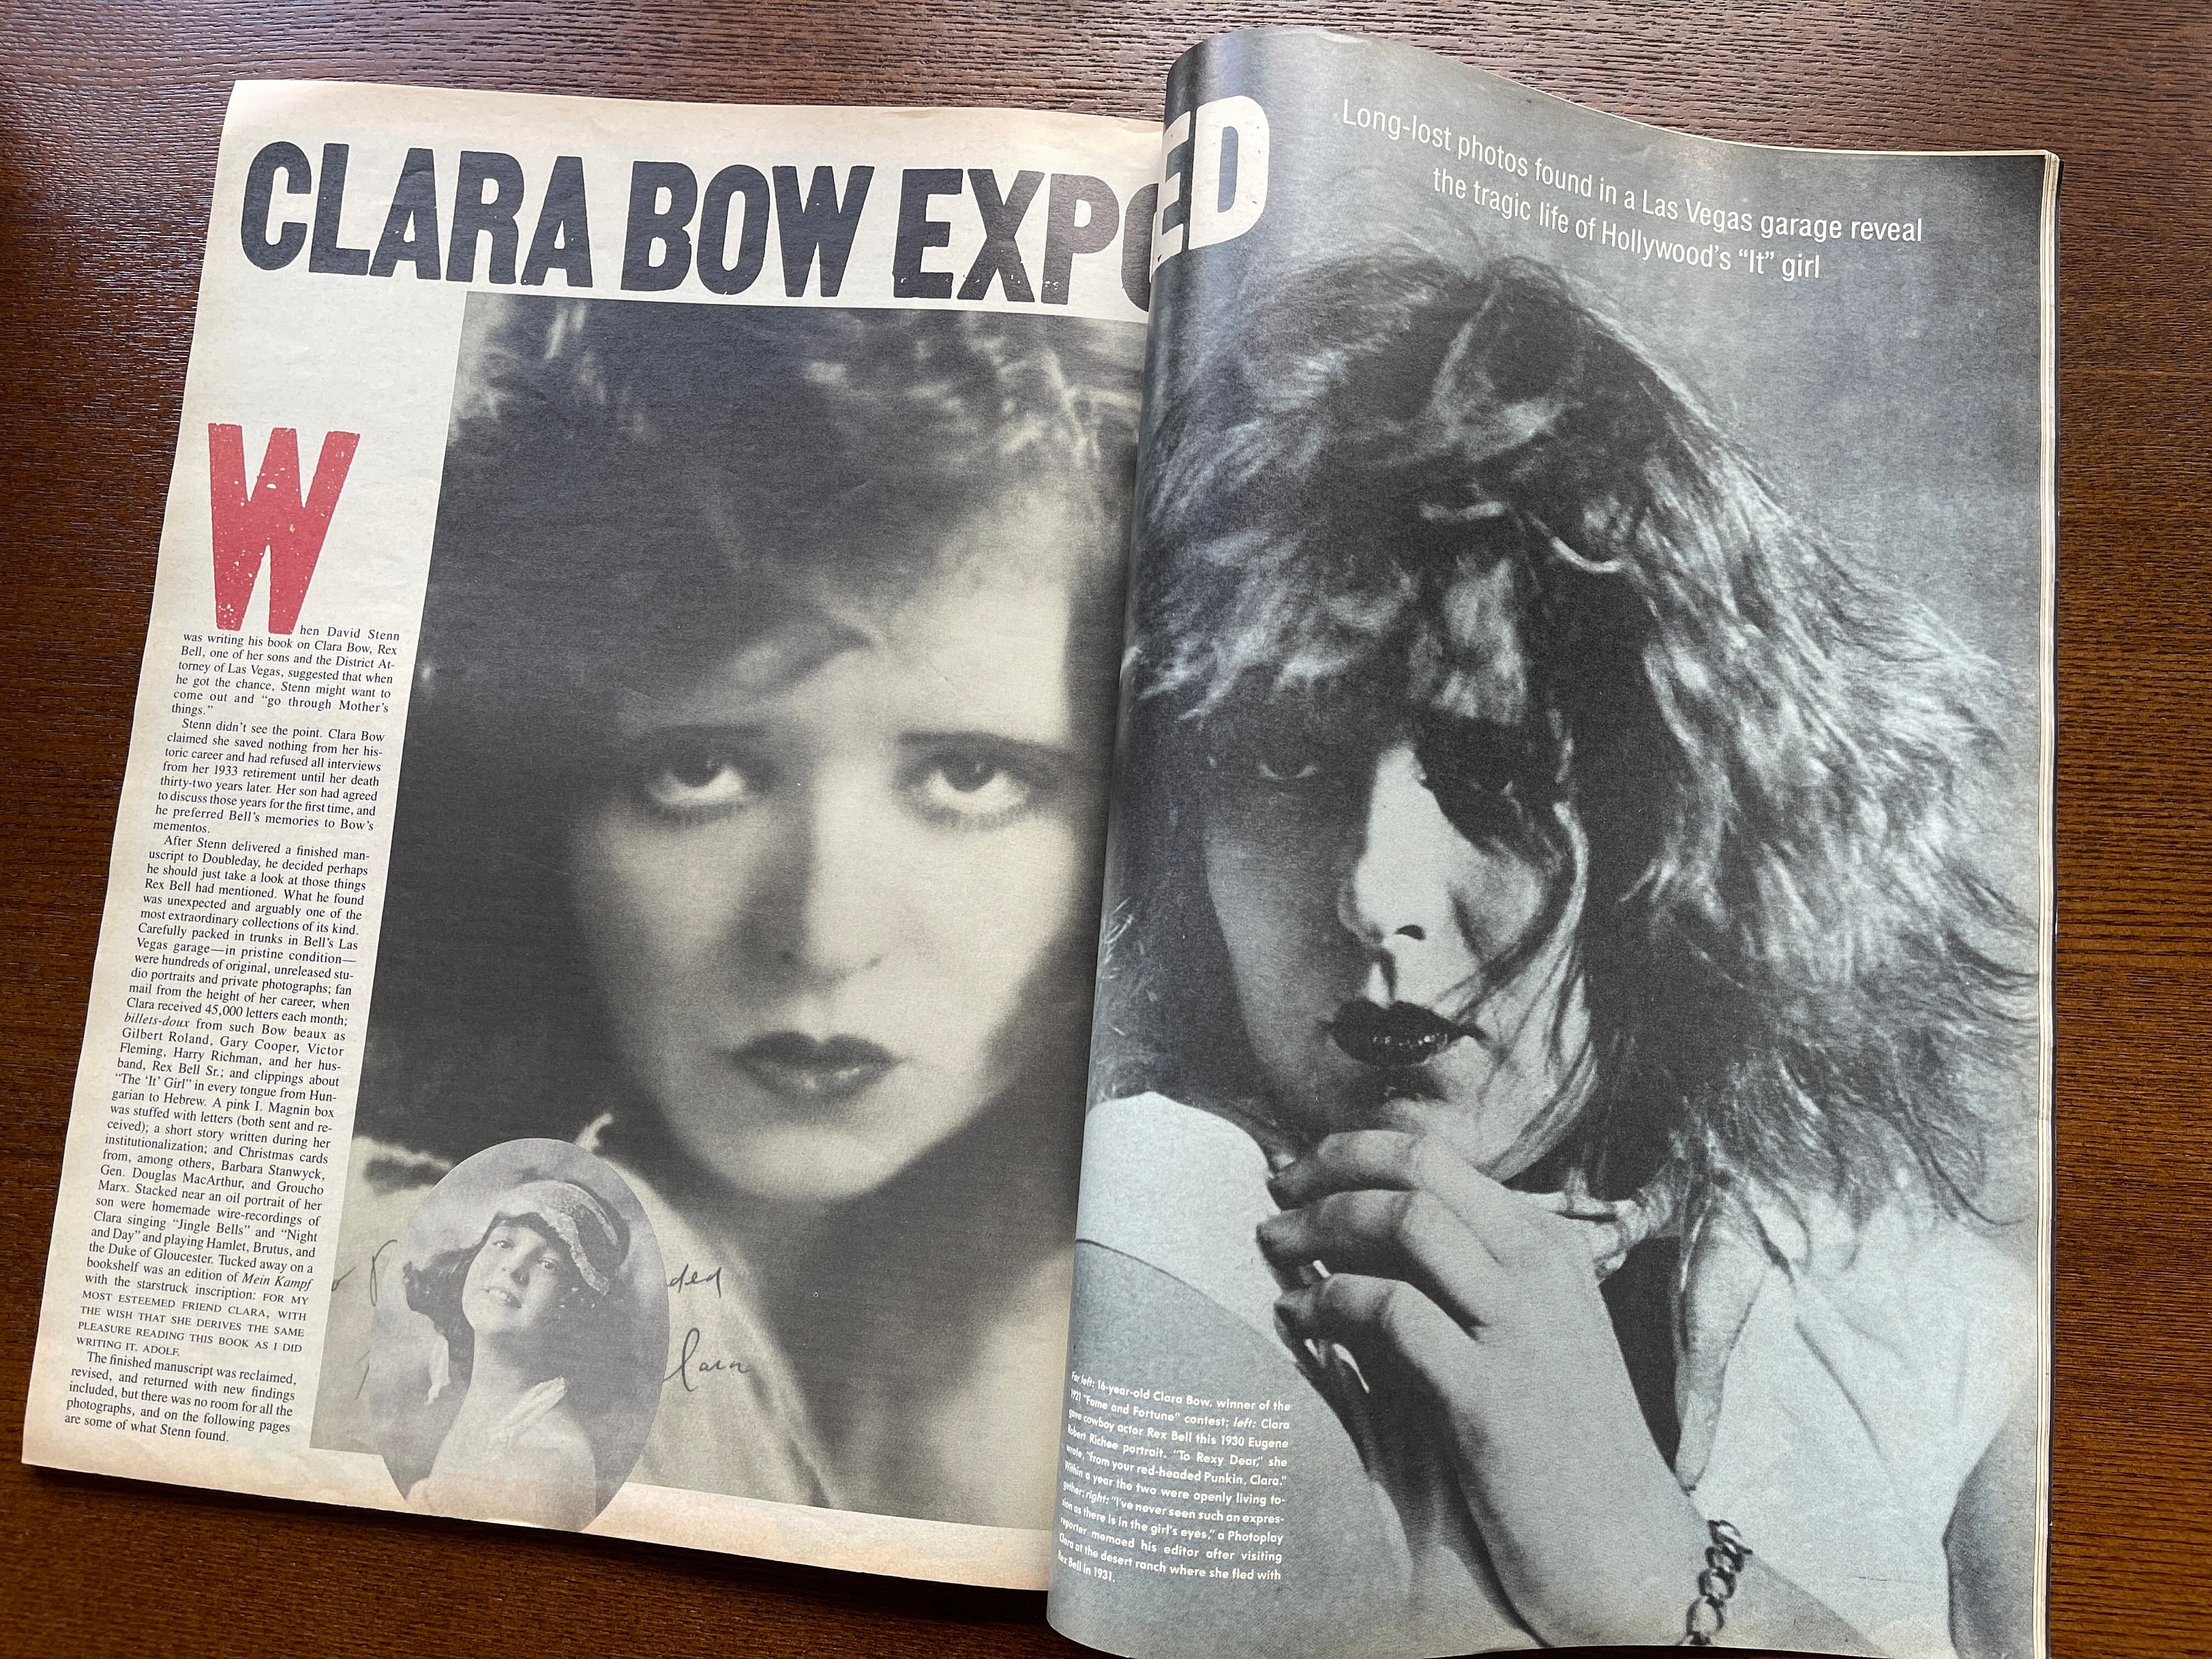 CLARA BOW EXPO
ED
Long-lost photos found in a Las Vegas garage reveal
the tragic life of Hollywood's “It” girl
When David Stenn
was writing his book on Clara Bow, Rex
Bell, one of her sons and the District At-
torney of Las Vegas, suggested that when
he got the chance, Stenn might want to
come out and “go through Mother's
things.”
Stenn didn't see the point. Clara Bow
claimed she saved nothing from her his-
toric career and had refused all interviews
from her 1933 retirement until her death
thirty-two years later. Her son had agreed
to discuss those years for the first time, and
he preferred Bell's memories to Bow's
mementos.
After Stenn delivered a finished man-
uscript to Doubleday, he decided perhaps
he should just take a look at those things
Rex Bell had mentioned. What he found
was unexpected and arguably one of the
most extraordinary collections of its kind.
Carefully packed in trunks in Bell's Las
Vegas garage—in pristine condition—
were hundreds of original, unreleased stu-
dio portraits and private photographs; fan
mail from the height of her career, when
Clara received 45,000 letters each month;
billets-doux from such Bow beaux as
Gilbert Roland, Gary Cooper, Victor
Fleming, Harry Richman, and her hus-
band, Rex Bell Sr.; and clippings about
“The ‘It’ Girl” in every tongue from Hun-
garian to Hebrew. A pink I. Magnin box
was stuffed with letters (both sent and re-
ceived); a short story written during her
institutionalization; and Christmas cards
from, among others, Barbara Stanwyck,
Gen. Douglas MacArthur, and Groucho
Marx. Stacked near an oil portrait of her
son were homemade wire-recordings of
Clara singing “Jingle Bells” and “Night
and Day” and playing Hamlet, Brutus, and
the Duke of Gloucester. Tucked away on a
bookshelf was an edition of Mein Kampf
with the starstruck inscription: FOR MY
MOST ESTEEMED FRIEND CLARA, WITH
THE WISH THAT SHE DERIVES THE SAME
PLEASURE READING THIS BOOK AS I DID
WRITING IT. ADOLF.
The finished manuscript was reclaimed,
revised, and returned with new findings
included, but there was no room for all the
photographs, and on the following pages
are some of what Stenn found.
ded
Clara
Far left: 16-year-old Clara Bow, winner of the
1921 “Fame and Fortune” contest; left: Clara
gave cowboy actor Rex Bell this 1930 Eugene
Robert Richee portrait. “To Rexy Dear,” she
wrote, “from your red-headed Punkin, Clara.”
Within a year the two were openly living to-
gether; right: “I've never seen such an expres-
sion as there is in the girl's eyes,” a Photoplay
reporter memoed his editor after visiting
Clara at the desert ranch where she fled with
Rex Bell in 1931.